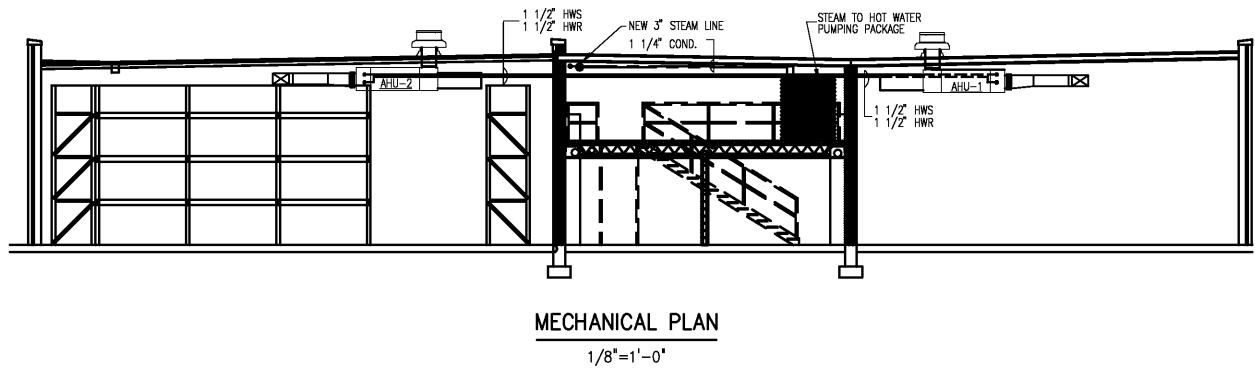 1 1/2" HWS
1 1/2" HWR
NEW 3" STEAM LINE
1 1/4" COND.
STEAM TO HOT WATER
PUMPING PACKAGE
AHU-2
AHU-1
1 1/2" HWS
1 1/2" HWR
MECHANICAL PLAN
1/8"=1'-0"